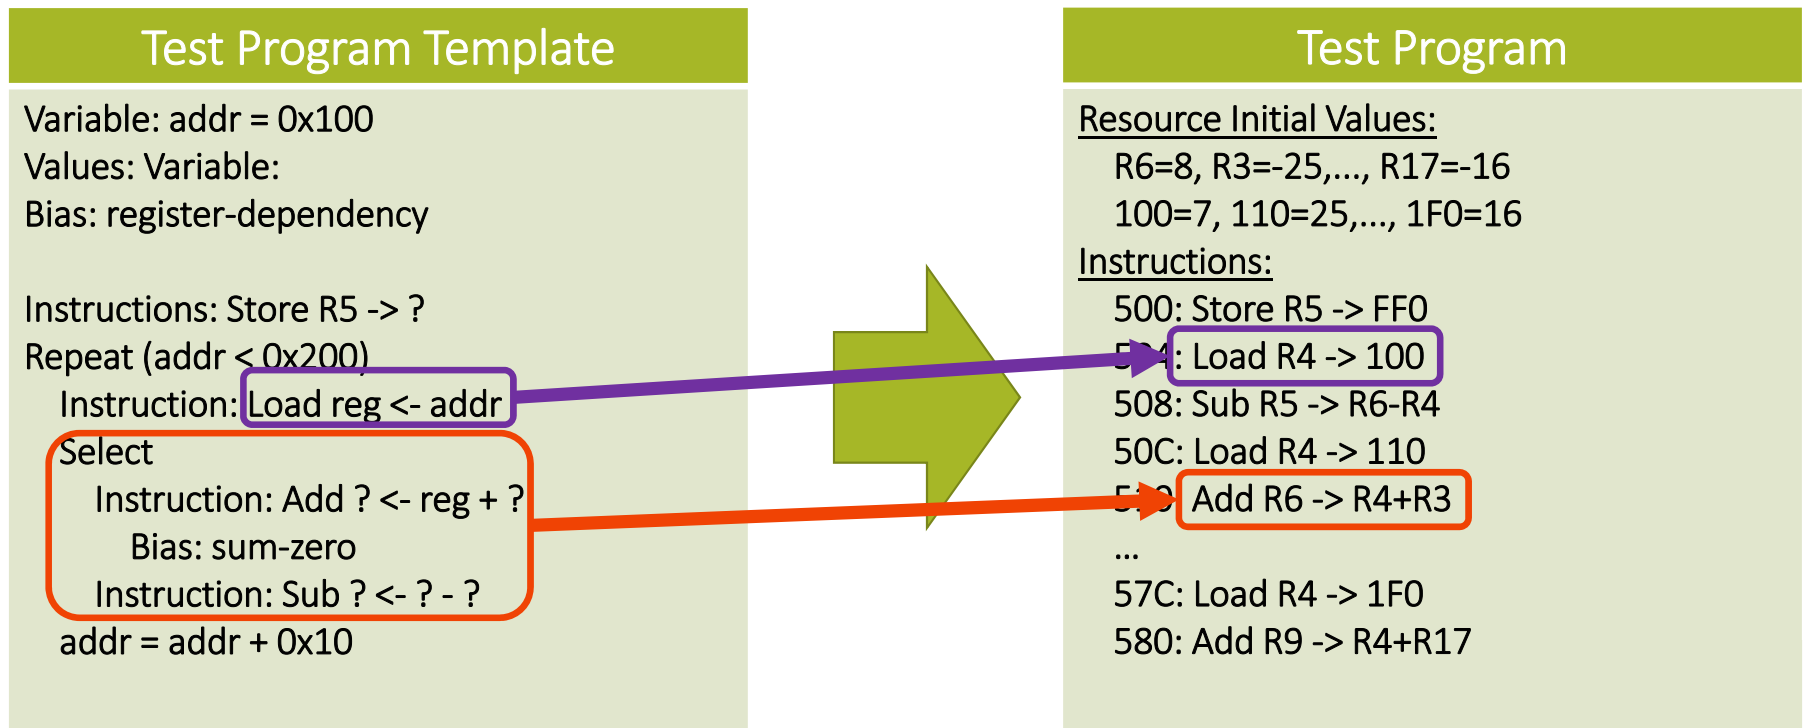 Test Program Template
Variable: addr = 0x100
Values: Variable:
Bias: register-dependency
Instructions: Store R5 -> ?
Repeat (addr < 0x200)
Instruction: Load reg <- addr
Select
Instruction: Add ? <- reg + ?
Bias: sum-zero
Instruction: Sub ? <- ? - ?
addr = addr + 0x10
Test Program
Resource Initial Values:
R6=8, R3=-25,..., R17=-16
100=7, 110=25,..., 1F0=16
Instructions:
500: Store R5 -> FF0
504: Load R4 -> 100
508: Sub R5 -> R6-R4
50C: Load R4 -> 110
510: Add R6 -> R4+R3
...
57C: Load R4 -> 1F0
580: Add R9 -> R4+R17